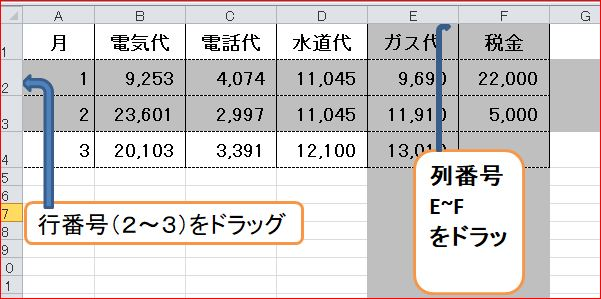 A B C D E F G
1 月 電気代 電話代 水道代 ガス代 税金
2 1 9,253 4,074 11,045 9,690 22,000
3 2 23,601 2,997 11,045 11,910 5,000
4 3 20,103 3,391 12,100
5
6
7
8
9
0
1
行番号(2～3)をドラッグ
列番号
E~F
をドラッ